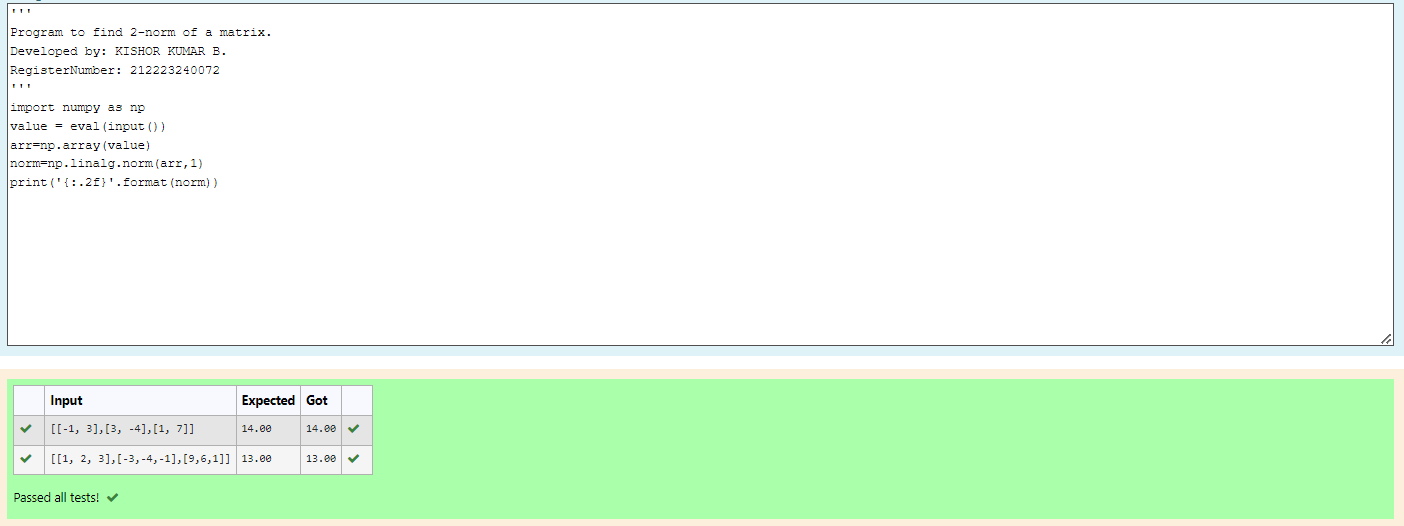 '''
Program to find 2-norm of a matrix.
Developed by: KISHOR KUMAR B.
RegisterNumber: 212223240072
'''
import numpy as np
value = eval(input())
arr=np.array(value)
norm=np.linalg.norm(arr,1)
print('{:.2f}'.format(norm))
Input Expected Got
[[-1, 3],[3, -4],[1, 7]] 14.00 14.00
[[1, 2, 3],[-3,-4,-1],[9,6,1]] 13.00 13.00
Passed all tests!